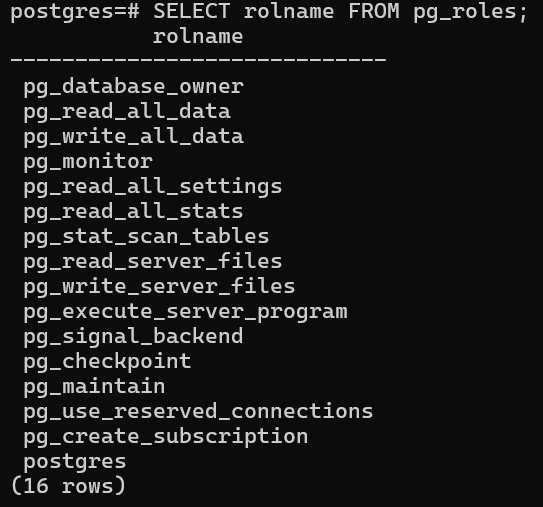 postgres=# SELECT rolname FROM pg_roles;
           rolname
-----------------------------
 pg_database_owner
 pg_read_all_data
 pg_write_all_data
 pg_monitor
 pg_read_all_settings
 pg_read_all_stats
 pg_stat_scan_tables
 pg_read_server_files
 pg_write_server_files
 pg_execute_server_program
 pg_signal_backend
 pg_checkpoint
 pg_maintain
 pg_use_reserved_connections
 pg_create_subscription
 postgres
(16 rows)